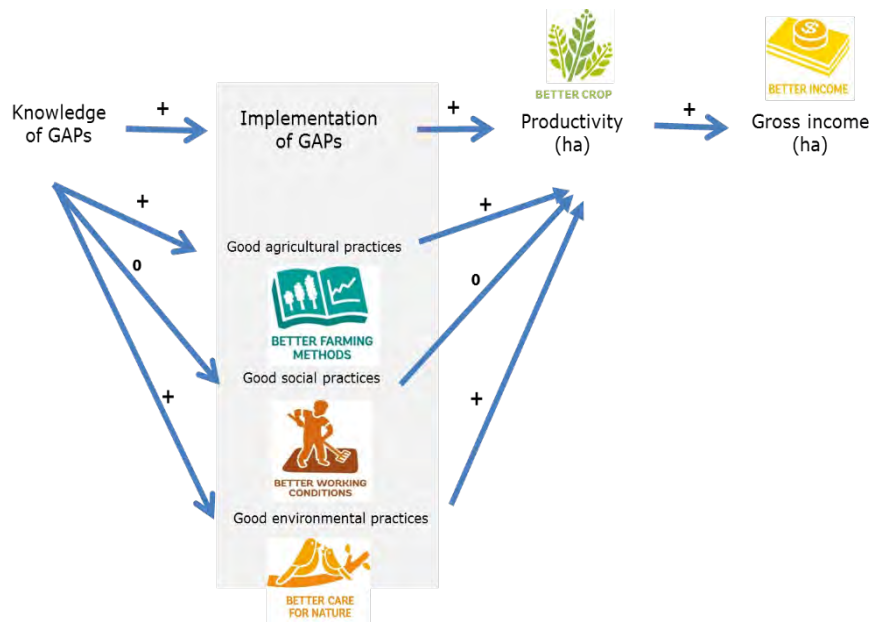 BETTER CROP
BETTER INCOME
Knowledge
of GAPs
+
Implementation
of GAPs
+
Productivity
(ha)
+
Gross income
(ha)
+
Good agricultural practices
+
0
BETTER FARMING
METHODS
0
Good social practices
+
BETTER WORKING
CONDITIONS
+
Good environmental practices
BETTER CARE
FOR NATURE
$